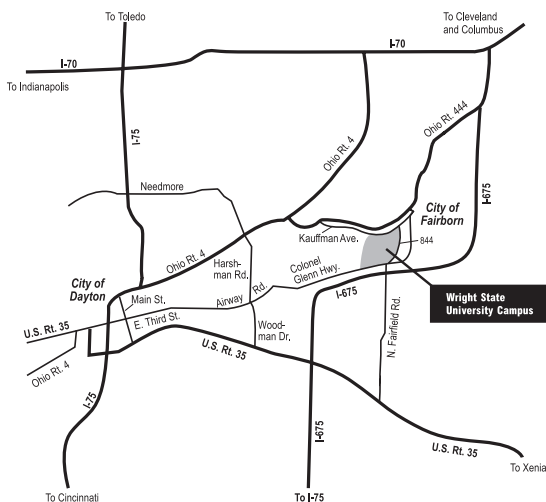 To Toledo
To Cleveland
and Columbus
I-70
I-70
To Indianapolis
I-75
Ohio Rt. 4
Ohio Rt. 444
I-675
Needmore
City of
Fairborn
Kauffman Ave.
844
Ohio Rt. 4
Harsh-
man Rd.
Colonel
Glenn Hwy.
City of
Dayton
Main St.
Airway
Rd.
I-675
Wright State
University Campus
E. Third St.
U.S. Rt. 35
Wood-
man Dr.
N. Fairfield Rd.
U.S. Rt. 35
Ohio Rt. 4
I-75
I-675
U.S. Rt. 35
To Xenia
To Cincinnati
To I-75